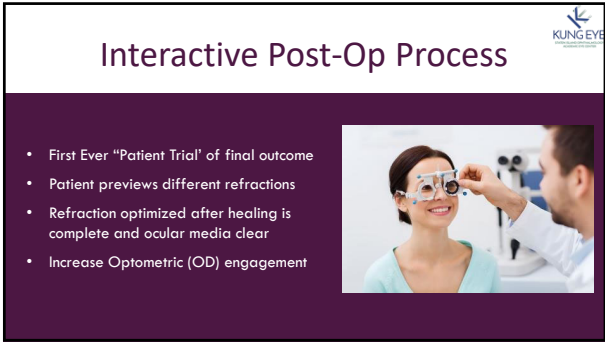 KUNG EYE
Interactive Post-Op Process
• First Ever “Patient Trial’ of final outcome
• Patient previews different refractions
• Refraction optimized after healing is
complete and ocular media clear
• Increase Optometric (OD) engagement